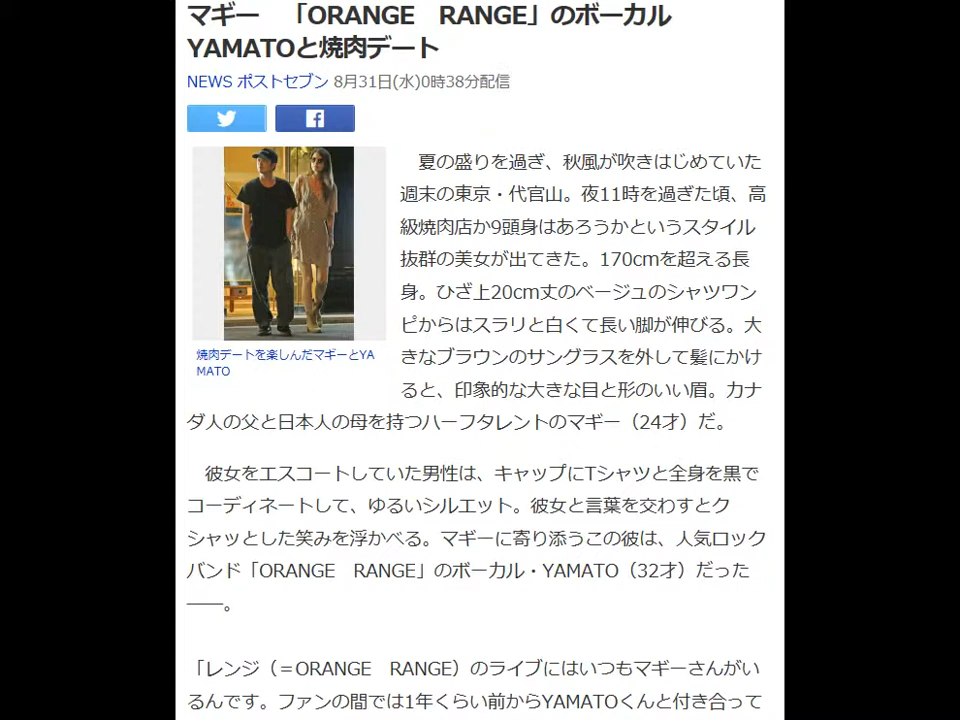 マギー　「ORANGE　RANGE」のボーカル
YAMATOと焼肉デート
NEWS ポストセブン 8月31日(水)0時38分配信
焼肉デートを楽しんだマギーとYA
MATO
　夏の盛りを過ぎ、秋風が吹きはじめていた
週末の東京・代官山。夜11時を過ぎた頃、高
級焼肉店か9頭身はあろうかというスタイル
抜群の美女が出てきた。170cmを超える長
身。ひざ上20cm丈のベージュのシャツワン
ピからはスラリと白くて長い脚が伸びる。大
きなブラウンのサングラスを外して髪にかけ
ると、印象的な大きな目と形のいい眉。カナ
ダ人の父と日本人の母を持つハーフタレントのマギー（24才）だ。
　彼女をエスコートしていた男性は、キャップにTシャツと全身を黒で
コーディネートして、ゆるいシルエット。彼女と言葉を交わすとク
シャッとした笑みを浮かべる。マギーに寄り添うこの彼は、人気ロック
バンド「ORANGE　RANGE」のボーカル・YAMATO（32才）だった
――。
「レンジ（＝ORANGE　RANGE）のライブにはいつもマギーさんがい
るんです。ファンの間では1年くらい前からYAMATOくんと付き合って